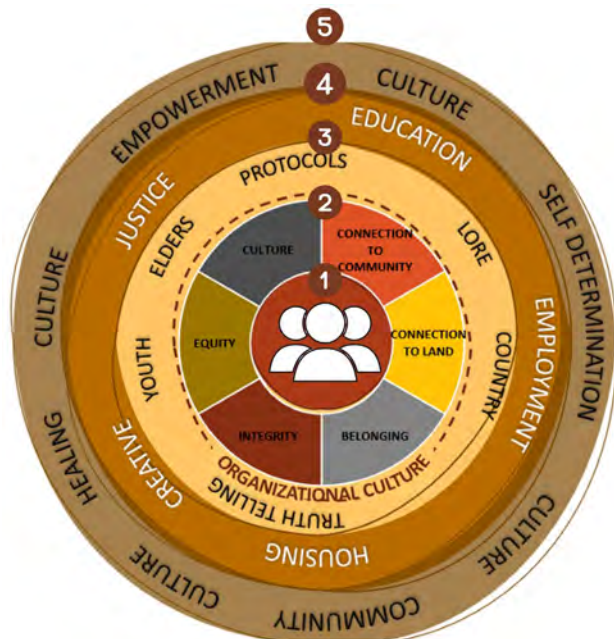 5
EMPOWERMENT
CULTURE
SELF DETERMINATION
CULTURE
COMMUNITY
CULTURE
HEALING
CULTURE
4
EDUCATION
EMPLOYMENT
HOUSING
CREATIVE
JUSTICE
3
PROTOCOLS
LORE
COUNTRY
TRUTH TELLING
YOUTH
ELDERS
ORGANIZATIONAL CULTURE
2
CULTURE
CONNECTION
TO
COMMUNITY
CONNECTION
TO LAND
BELONGING
INTEGRITY
EQUITY
1